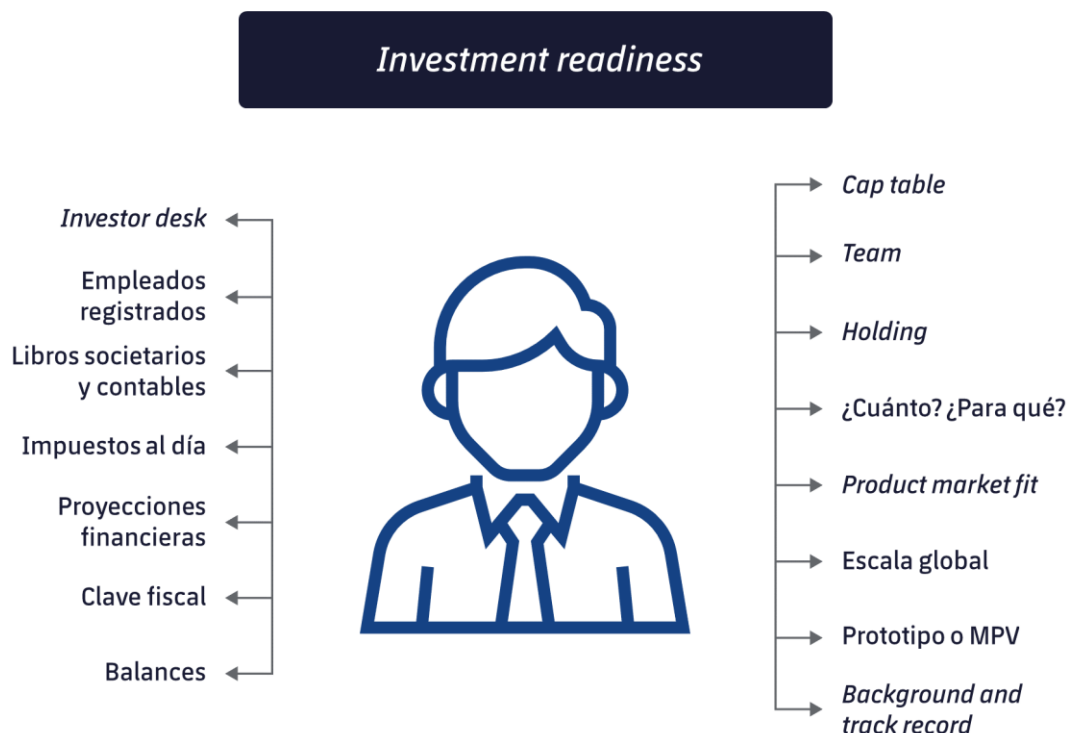 Investment readiness
Investor desk
Empleados
registrados
Libros societarios
y contables
Impuestos al día
Proyecciones
financieras
Clave fiscal
Balances
Cap table
Team
Holding
¿Cuánto? ¿Para qué?
Product market fit
Escala global
Prototipo o MPV
Background and
track record